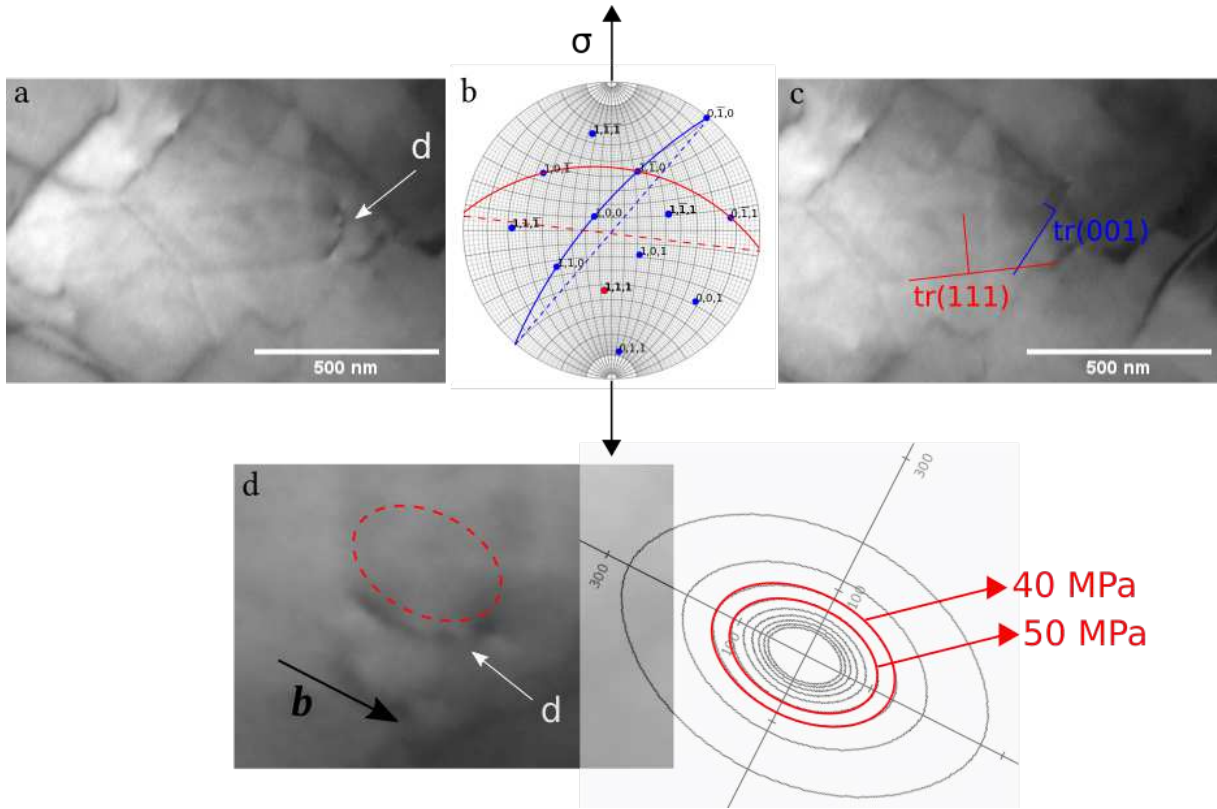 σ
a
d
500 nm
b
0,1̅,0
1,1̅,1̅
1,0,1̅
1,1̅,0
1,0,0
1,1̅,1
0,1̅,1
1,1,1̅
1,1,0
1,0,1
1,1,1
0,0,1
0,1,1
c
tr(001)
tr(111)
500 nm
d
b
d
300
300
100
100
40 MPa
50 MPa